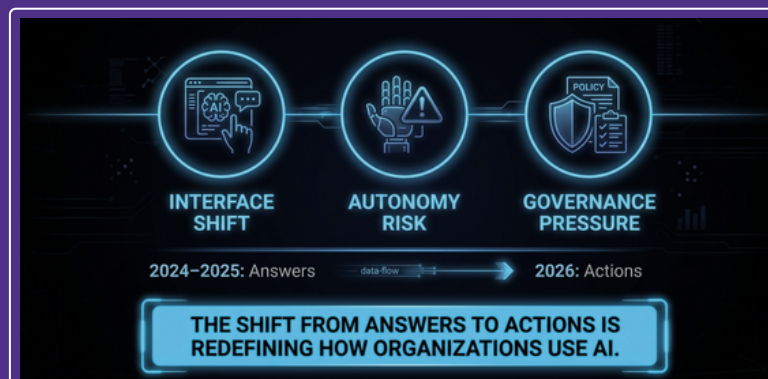 AI
POLICY
INTERFACE
SHIFT
AUTONOMY
RISK
GOVERNANCE
PRESSURE
2024–2025: Answers
data-flow
2026: Actions
THE SHIFT FROM ANSWERS TO ACTIONS IS
REDEFINING HOW ORGANIZATIONS USE AI.